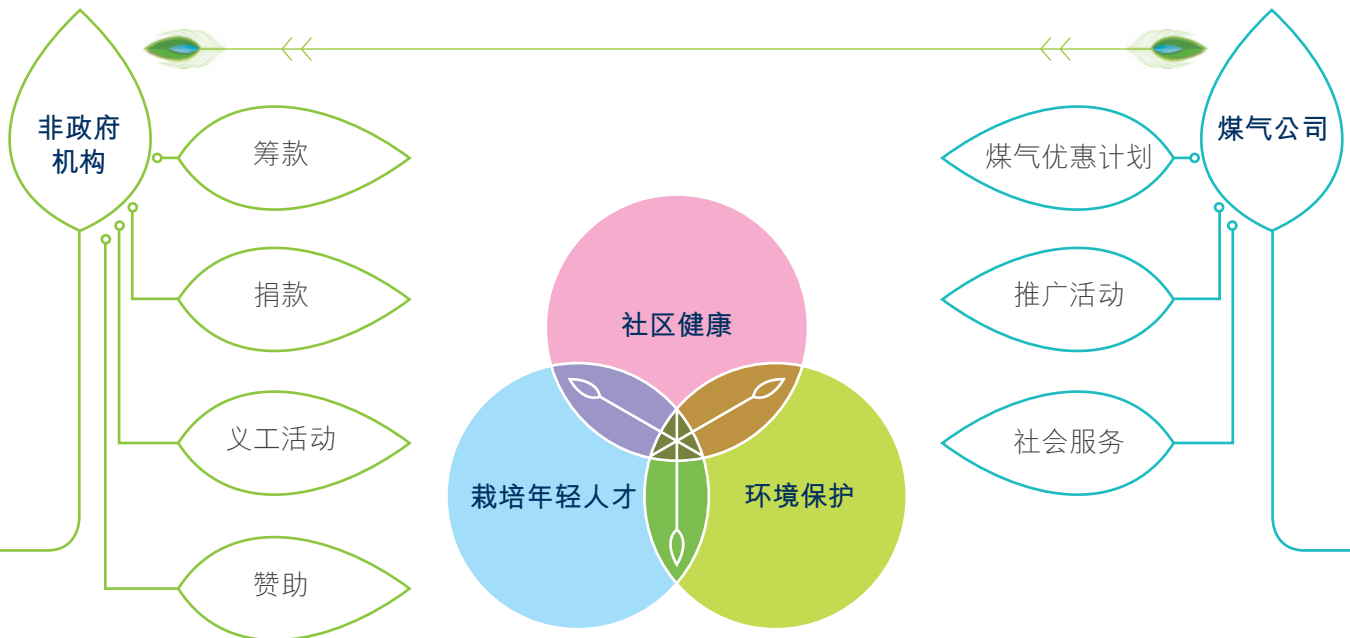 非政府
机构
筹款
捐款
义工活动
赞助
社区健康
栽培年轻人才
环境保护
煤气公司
煤气优惠计划
推广活动
社会服务